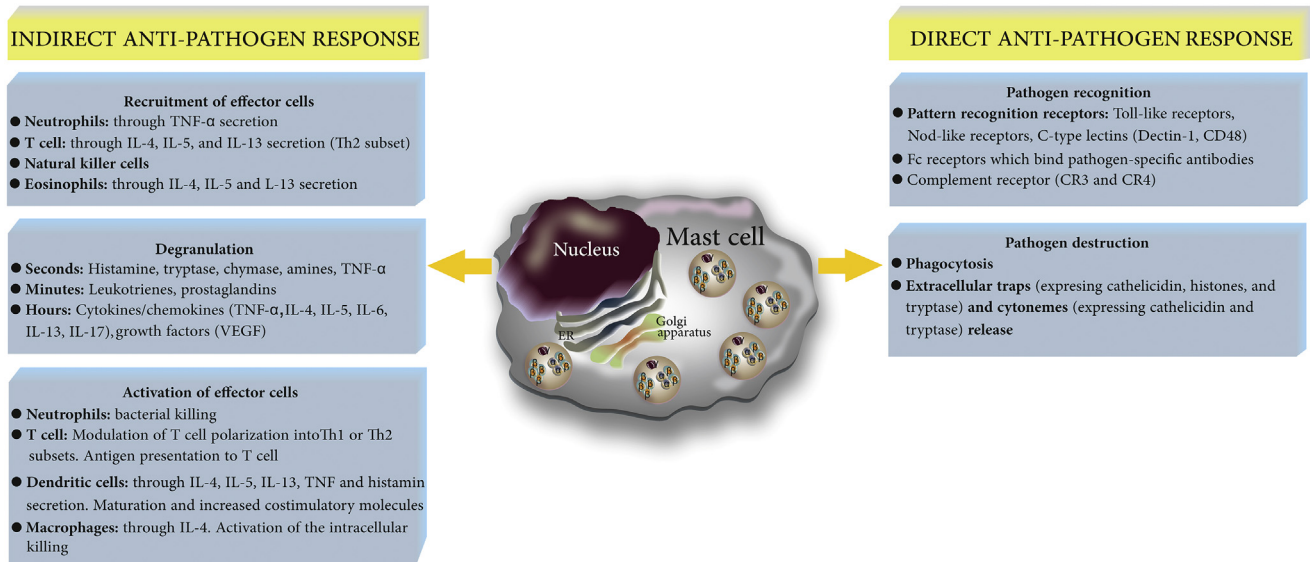 INDIRECT ANTI-PATHOGEN RESPONSE
Recruitment of effector cells
● Neutrophils: through TNF-α secretion
● T cell: through IL-4, IL-5, and IL-13 secretion (Th2 subset)
● Natural killer cells
● Eosinophils: through IL-4, IL-5 and L-13 secretion
Degranulation
● Seconds: Histamine, tryptase, chymase, amines, TNF-α
● Minutes: Leukotrienes, prostaglandins
● Hours: Cytokines/chemokines (TNF-α, IL-4, IL-5, IL-6,
IL-13, IL-17), growth factors (VEGF)
Activation of effector cells
● Neutrophils: bacterial killing
● T cell: Modulation of T cell polarization intoTh1 or Th2
subsets. Antigen presentation to T cell
● Dendritic cells: through IL-4, IL-5, IL-13, TNF and histamin
secretion. Maturation and increased costimulatory molecules
● Macrophages: through IL-4. Activation of the intracellular
killing
Nucleus
Mast cell
ER
Golgi
apparatus
DIRECT ANTI-PATHOGEN RESPONSE
Pathogen recognition
● Pattern recognition receptors: Toll-like receptors,
Nod-like receptors, C-type lectins (Dectin-1, CD48)
● Fc receptors which bind pathogen-specific antibodies
● Complement receptor (CR3 and CR4)
Pathogen destruction
● Phagocytosis
● Extracellular traps (expresing cathelicidin, histones, and
tryptase) and cytonemes (expressing cathelicidin and
tryptase) release